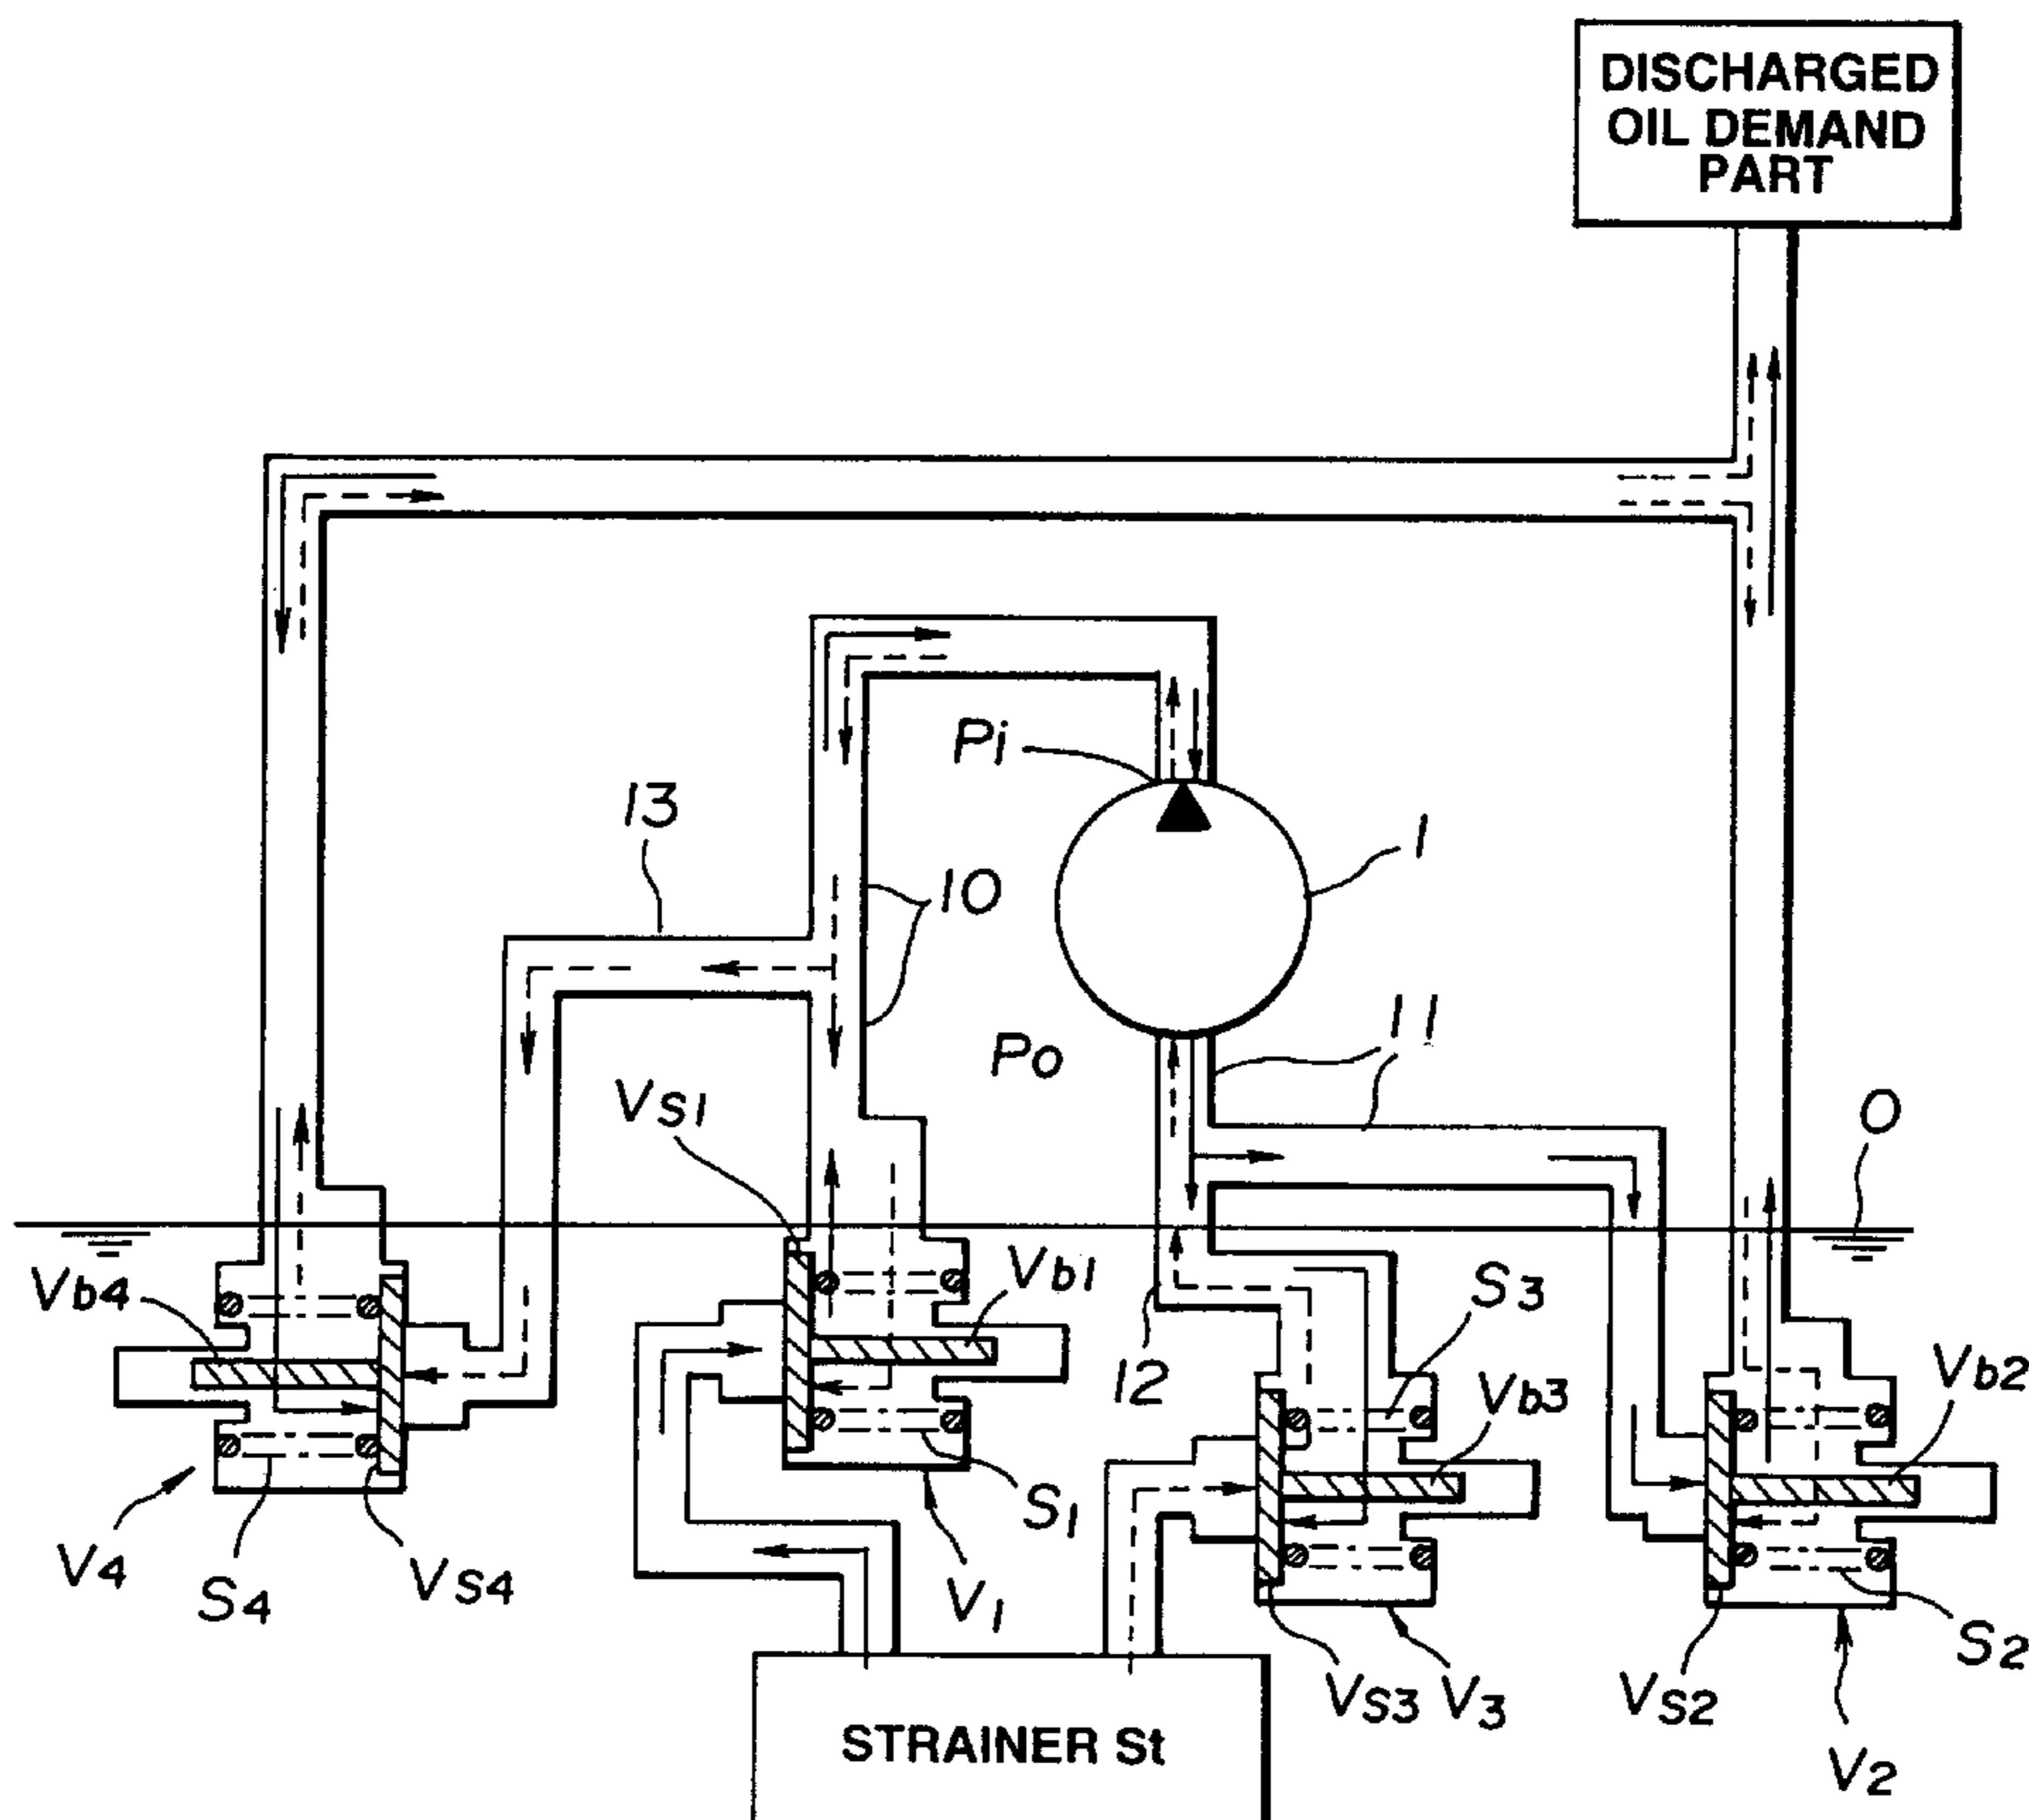 DISCHARGED
OIL DEMAND
PART
Pi
13
1
10
11
Po
VS1
O
Vb4
Vb1
S3
12
Vb3
Vb2
S1
V4
S4
VS4
V1
VS3
V3
VS2
S2
STRAINER St
V2